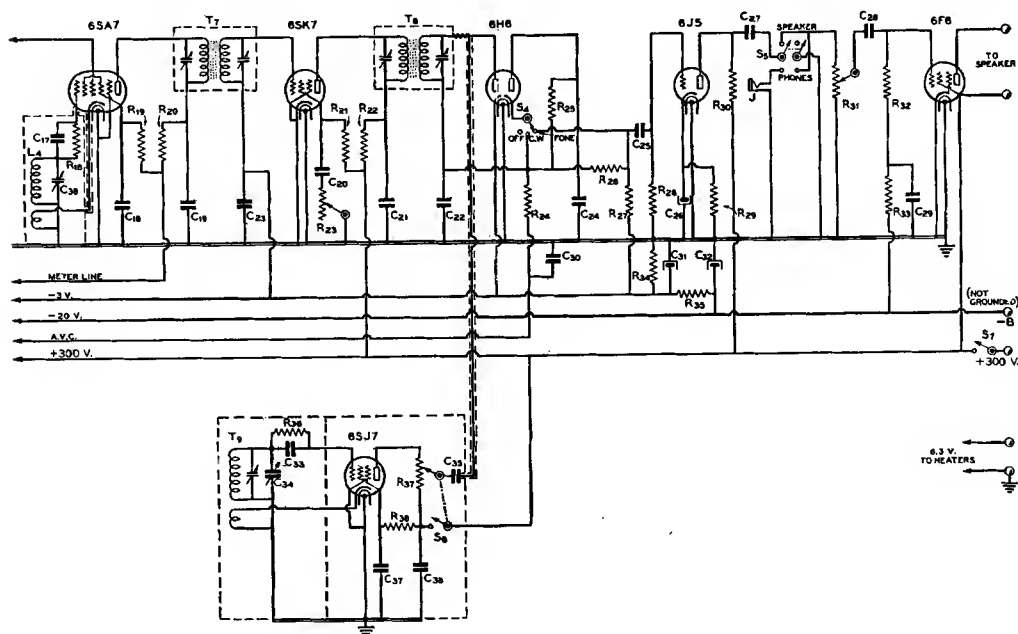 6SA7
T7
6SK7
T8
6H6
6J5
C27
SPEAKER
S5
PHONES
J
C28
6F6
TO SPEAKER
L4
C17
R18
C38
R19
R20
C18
C19
C23
R21
R22
C20
R23
C21
C22
S4
OFF
C.W
FONE
R25
R26
R24
C24
R27
C25
R28
C26
R29
R30
R31
R32
R33
C29
C30
C31
C32
R34
R35
METER LINE
-3 V.
-20 V.
A.V.C.
+300 V.
(NOT GROUNDED)
-B
S7
+300 V.
6.3 V.
TO HEATERS
T9
R36
C33
C34
6SJ7
R37
C35
R38
S6
C37
C38